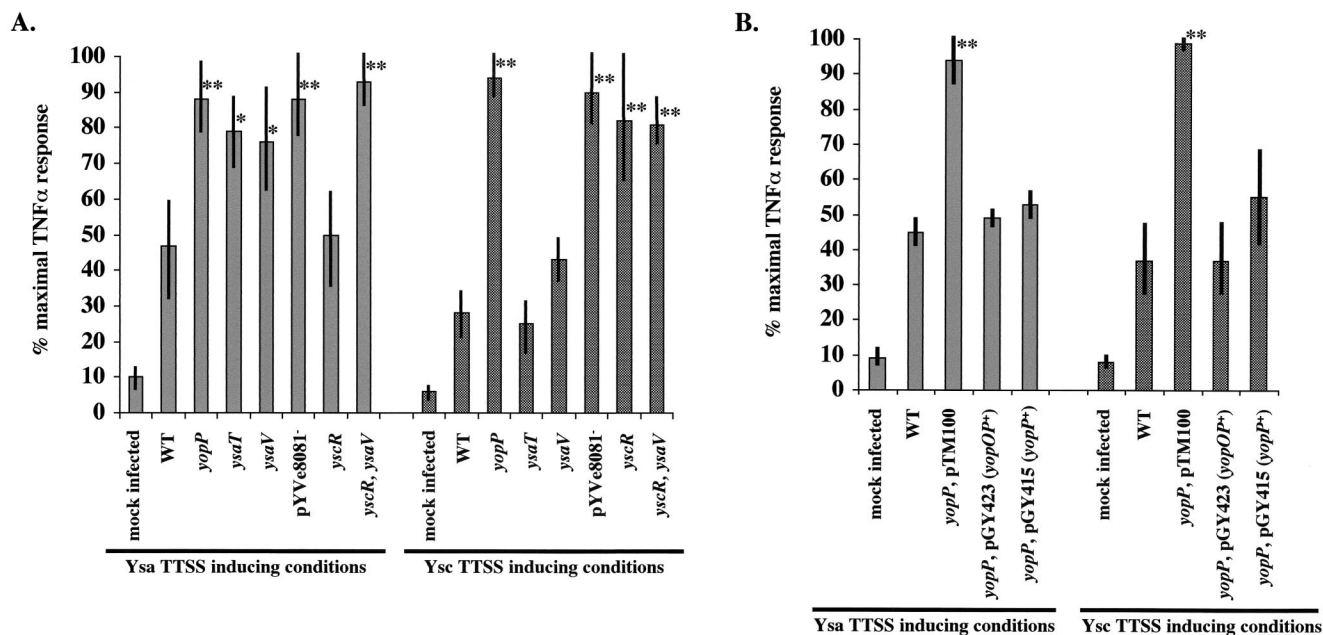 A.
% maximal TNFα response
100
90
80
70
60
50
40
30
20
10
0
**
*
*
**
**
**
**
**
**
mock infected
WT
yopP
ysaT
ysaV
pYVe8081-
yscR
yscR, ysaV
mock infected
WT
yopP
ysaT
ysaV
pYVe8081-
yscR
yscR, ysaV
Ysa TTSS inducing conditions
Ysc TTSS inducing conditions
B.
% maximal TNFα response
100
90
80
70
60
50
40
30
20
10
0
**
**
mock infected
WT
yopP, pTM100
yopP, pGY423 (yopOP+)
yopP, pGY415 (yopP+)
mock infected
WT
yopP, pTM100
yopP, pGY423 (yopOP+)
yopP, pGY415 (yopP+)
Ysa TTSS inducing conditions
Ysc TTSS inducing conditions